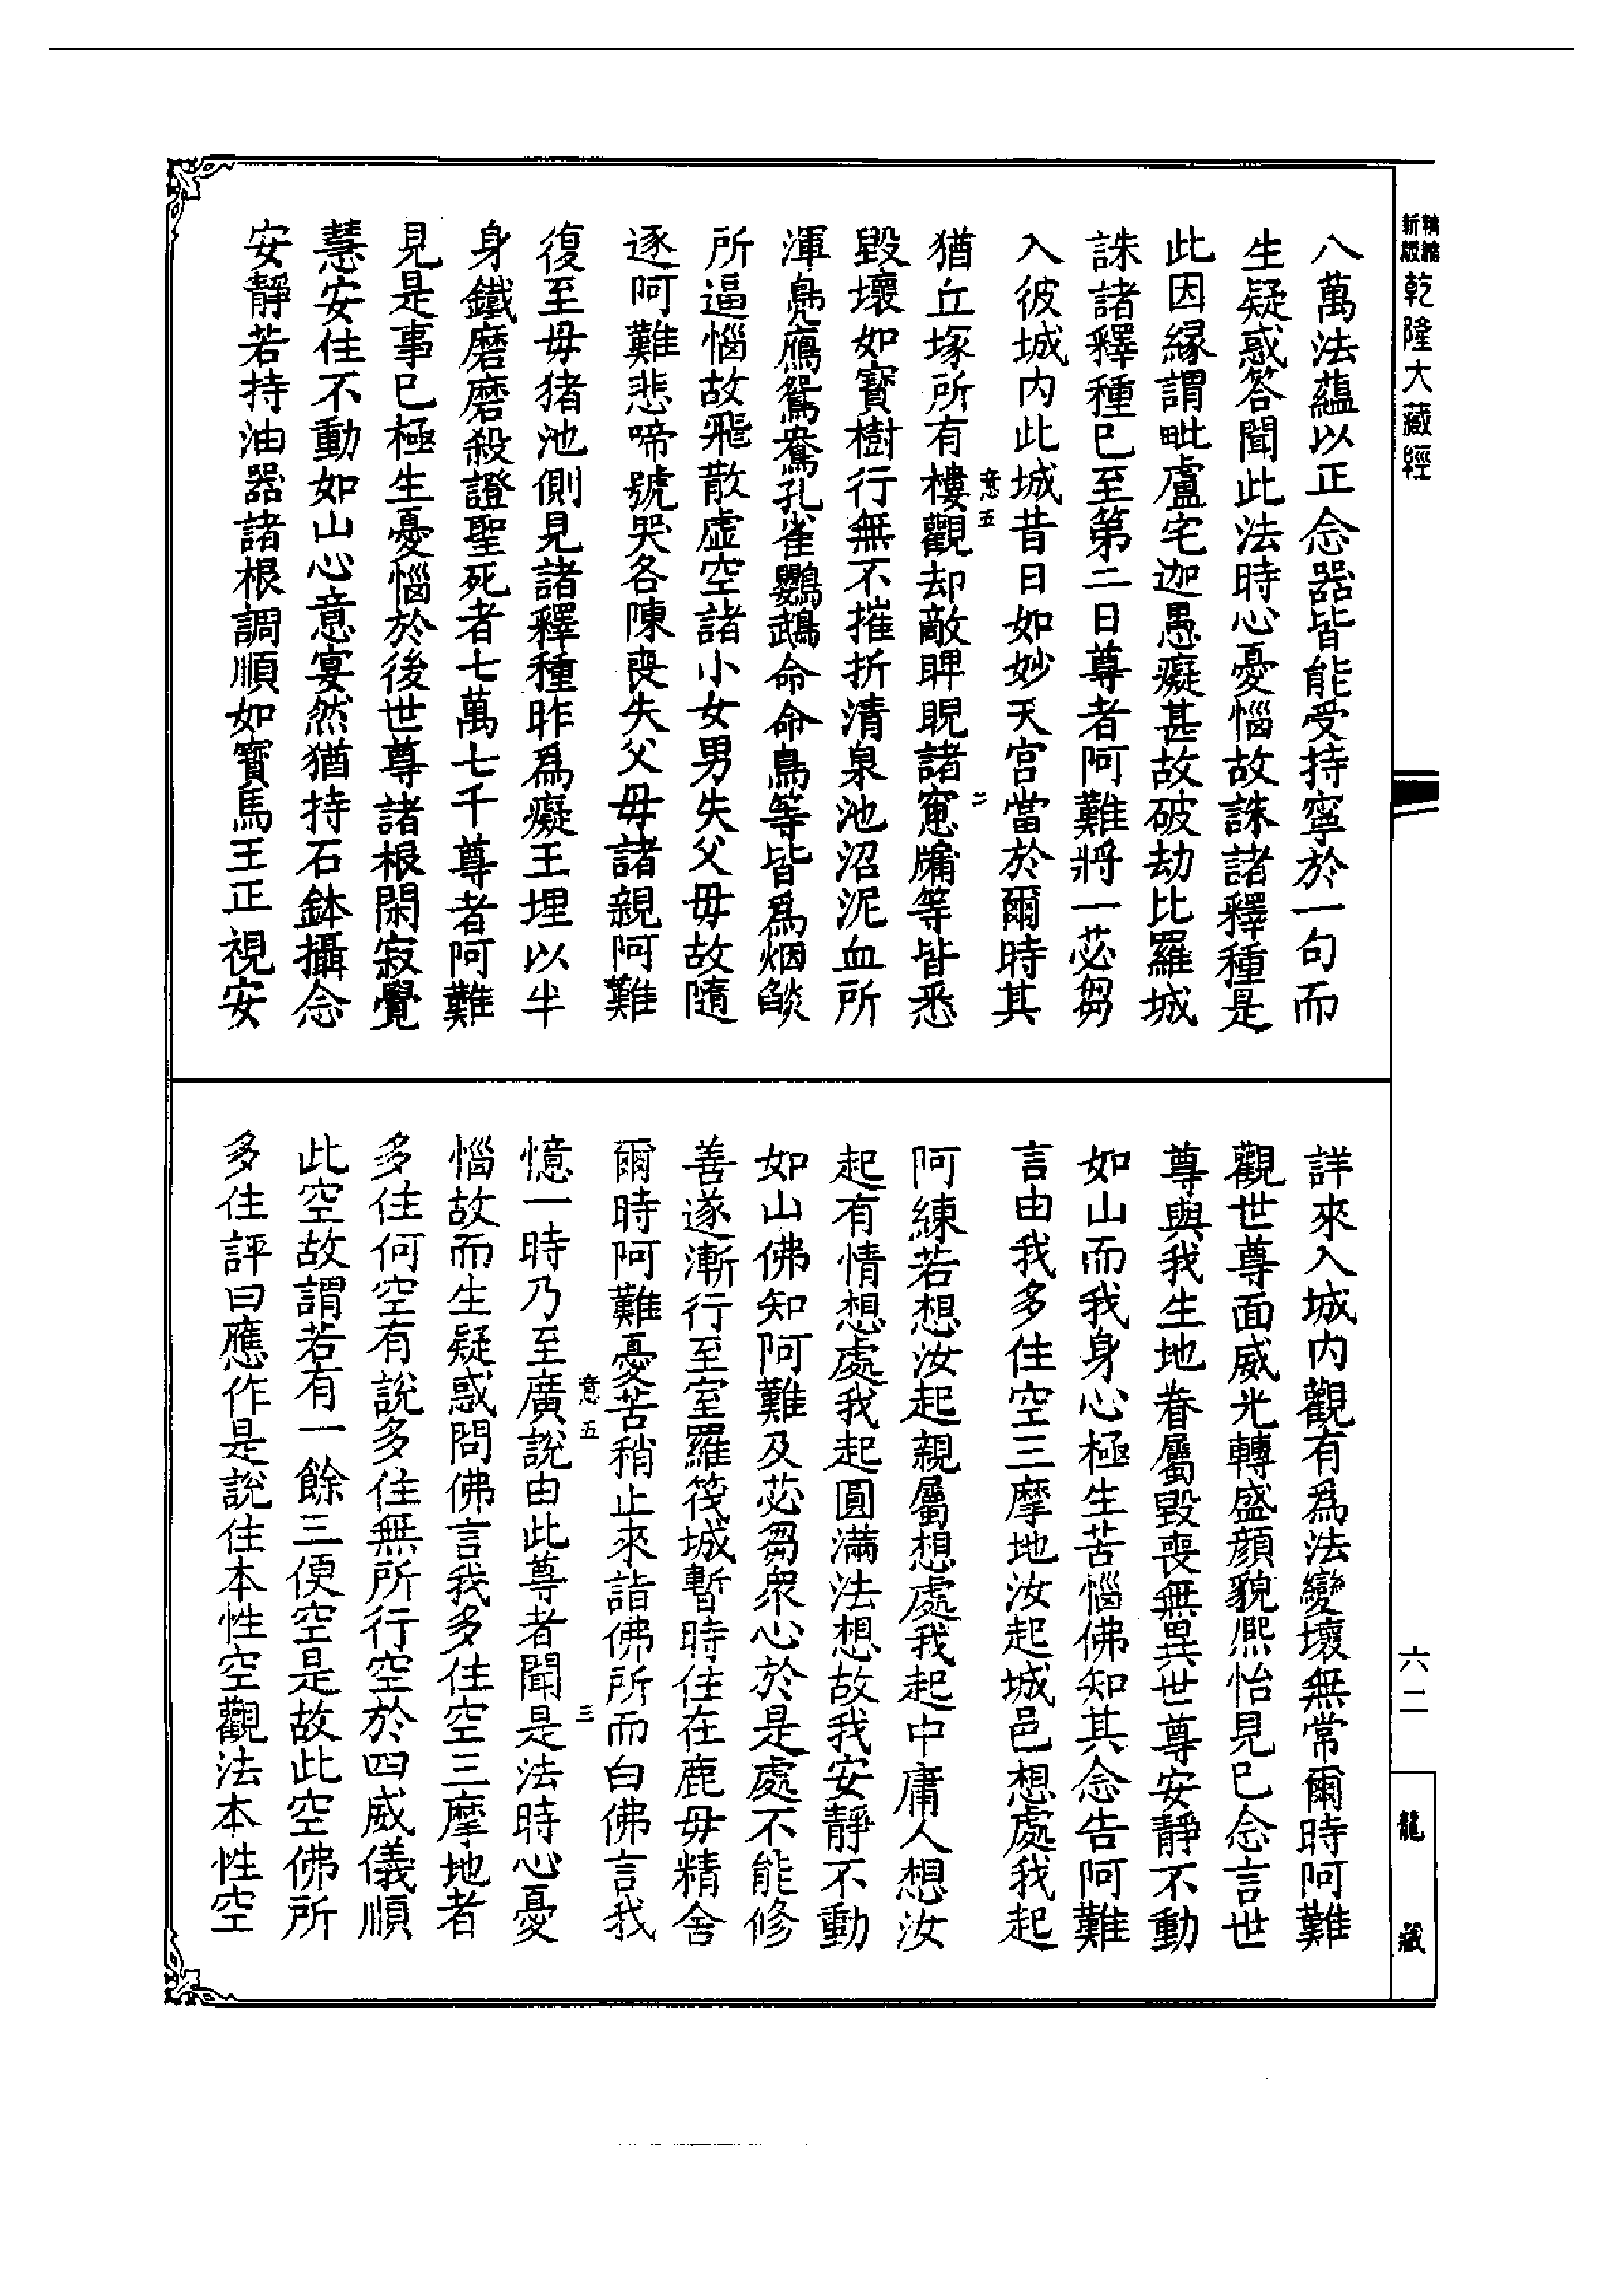 精縮
新版
乾隆大藏經
八萬法蘊以正念器皆能受持寧於一句而
生疑惑答聞此法時心憂惱故誅諸釋種是
此因緣謂毗盧宅迦愚癡甚故破劫比羅城
誅諸釋種已至第二日尊者阿難將一苾芻
入彼城內此城昔日如妙天宮當於爾時其
意五
二
猶丘塚所有樓觀却敵睥睨諸窓牖等皆悉
毀壞如寶樹行無不摧折清泉池沼泥血所
渾鳧鴈鴛鴦孔雀鸚鵡命命鳥等皆爲烟燄
所逼惱故飛散虛空諸小女男失父母故隨
逐阿難悲啼號哭各陳喪失父母諸親阿難
復至毋猪池側見諸釋種昨爲癡王埋以半
身鐵磨磨殺證聖死者七萬七千尊者阿難
見是事已極生憂惱於後世尊諸根閑寂覺
慧安住不動如山心意宴然猶持石鉢攝念
安靜若持油器諸根調順如寶馬王正視安
詳來入城內觀有爲法變壞無常爾時阿難
觀世尊面威光轉盛顏貌熙怡見已念言世
尊與我生地眷屬毀喪無異世尊安靜不動
如山而我身心極生苦惱佛知其念告阿難
言由我多住空三摩地汝起城邑想處我起
阿練若想汝起親屬想處我起中庸人想汝
起有情想處我起圓滿法想故我安靜不動
如山佛知阿難及苾芻衆心於是處不能修
善遂漸行至室羅筏城暫時住在鹿母精舍
爾時阿難憂苦稍止來詣佛所而白佛言我
意五
三
憶一時乃至廣說由此尊者聞是法時心憂
惱故而生疑惑問佛言我多住空三摩地者
多住何空有說多住無所行空於四威儀順
此空故謂若有一餘三便空是故此空佛所
多住評曰應作是說住本性空觀法本性空
六二
龍藏